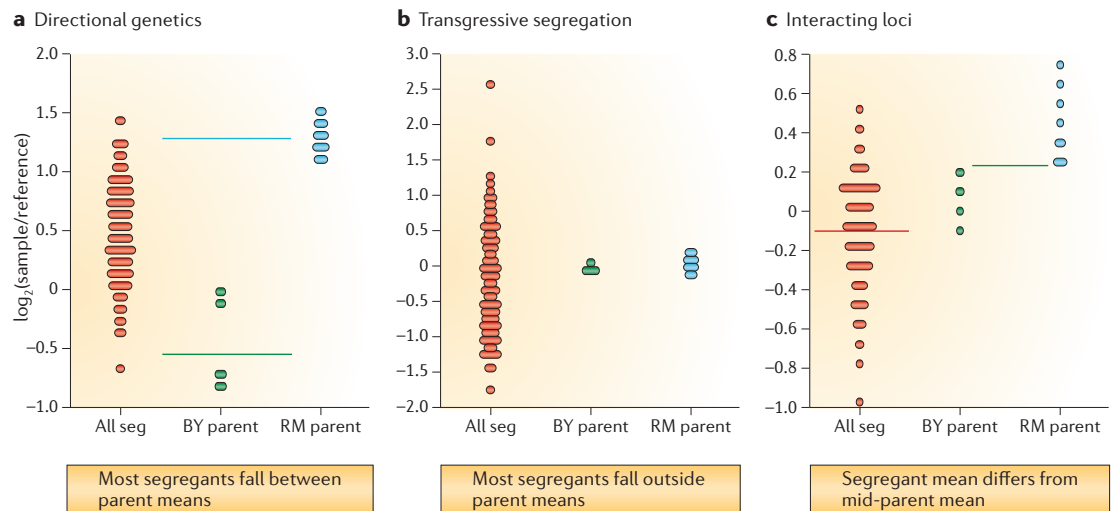 a Directional genetics
log2(sample/reference)
2.0
1.5
1.0
0.5
0
–0.5
–1.0
All seg BY parent RM parent
Most segregants fall between
parent means
b Transgressive segregation
3.0
2.5
2.0
1.5
1.0
0.5
0
–0.5
–1.0
–1.5
–2.0
All seg BY parent RM parent
Most segregants fall outside
parent means
c Interacting loci
0.8
0.6
0.4
0.2
0
–0.2
–0.4
–0.6
–0.8
–1.0
All seg BY parent RM parent
Segregant mean differs from
mid-parent mean